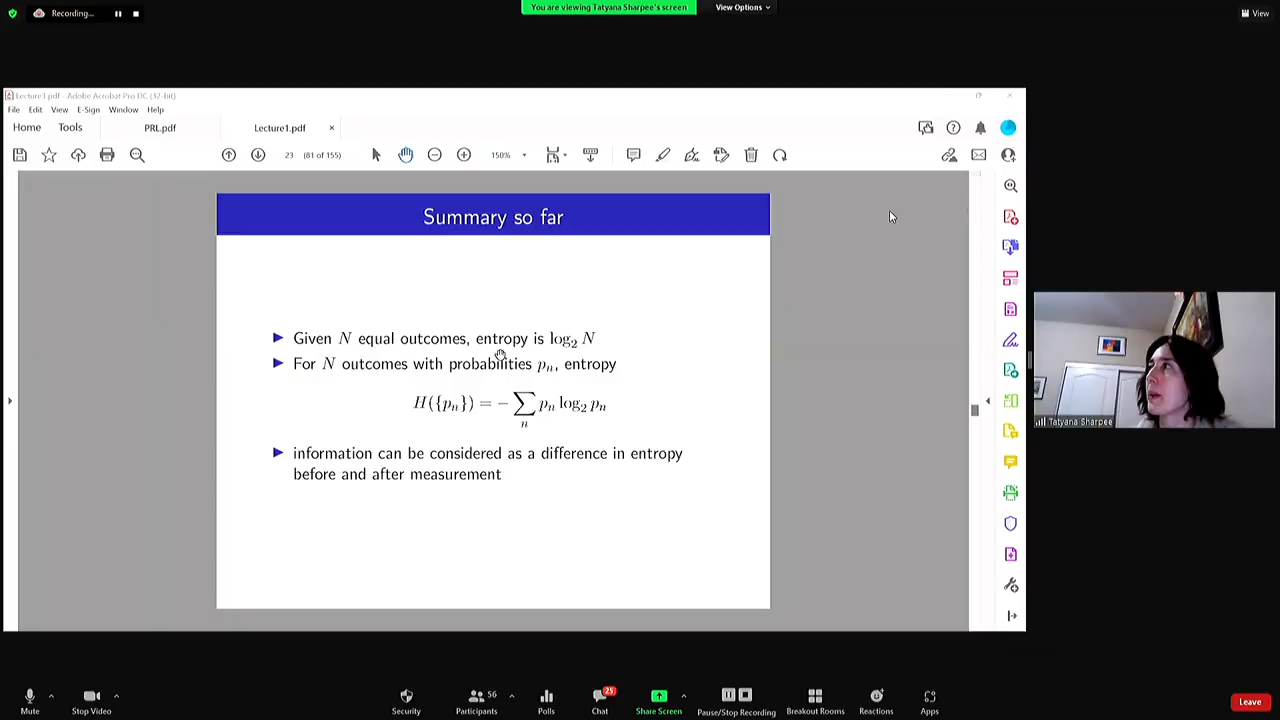 Recording...
You are viewing Tatyana Sharpee's screen
View Options
View
Lecture1.pdf - Adobe Acrobat Pro DC (32-bit)
File Edit View E-Sign Window Help
Home Tools PRL.pdf Lecture1.pdf ×
23 (81 of 155) 150%
Summary so far
Given N equal outcomes, entropy is log₂ N
For N outcomes with probabilities pₙ, entropy
H({pₙ}) = − ∑ₙ pₙ log₂ pₙ
information can be considered as a difference in entropy
before and after measurement
Tatyana Sharpee
Mute Stop Video Security Participants 56 Polls Chat 25 Share Screen Pause/Stop Recording Breakout Rooms Reactions Apps Leave